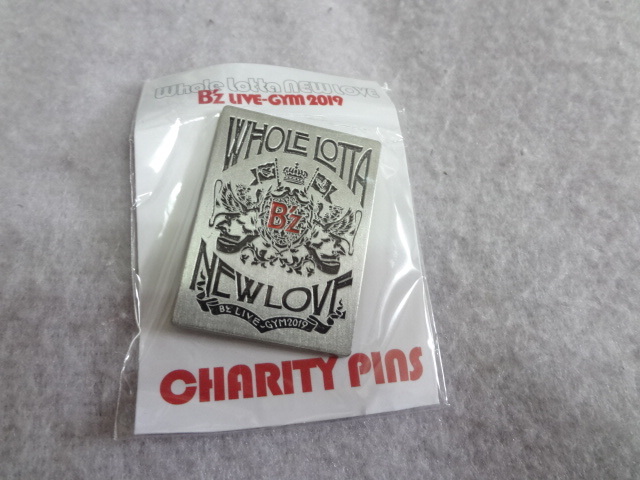 Whole Lotta NEW LOVE
B'z LIVE-GYM 2019
WHOLE LOTTA
B'z
NEW LOVE
B'z LIVE-GYM 2019
CHARITY PINS